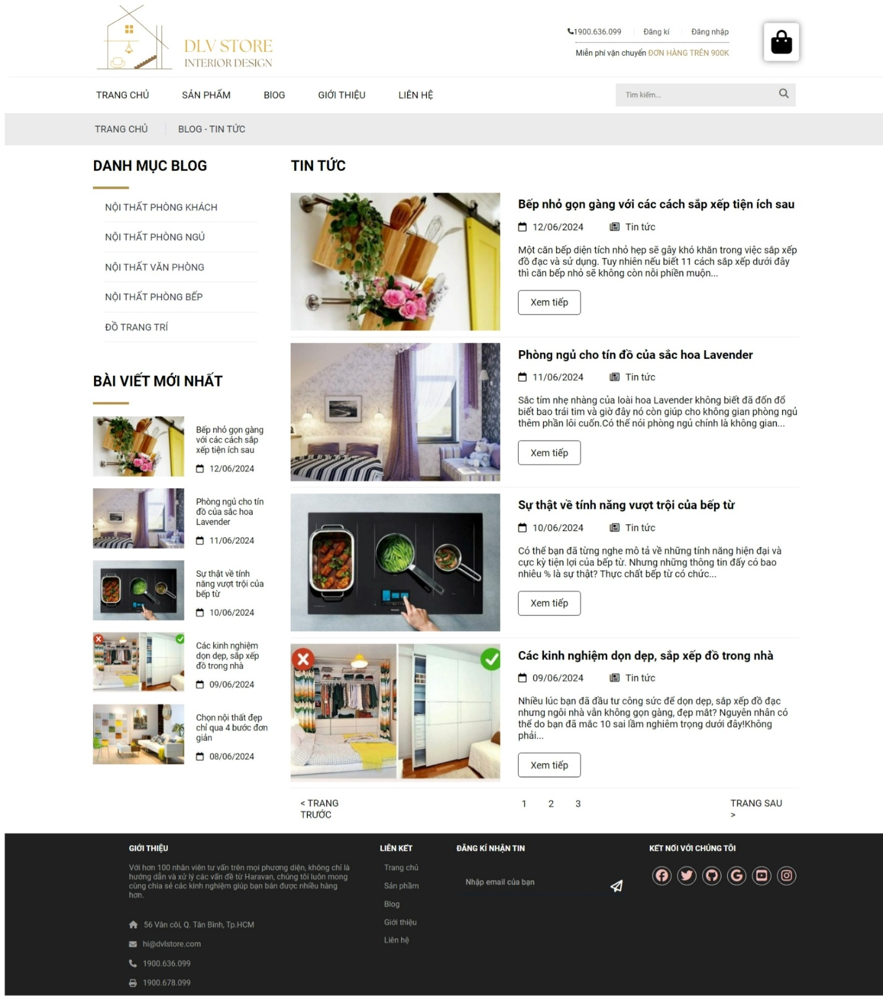 DLV STORE
INTERIOR DESIGN
1900.636.099
Đăng kí
Đăng nhập
Miễn phí vận chuyển ĐƠN HÀNG TRÊN 900K
TRANG CHỦ
SẢN PHẨM
BlOG
GIỚI THIỆU
LIÊN HỆ
Tìm kiếm...
TRANG CHỦ
BLOG - TIN TỨC
DANH MỤC BLOG
NỘI THẤT PHÒNG KHÁCH
NỘI THẤT PHÒNG NGỦ
NỘI THẤT VĂN PHÒNG
NỘI THẤT PHÒNG BẾP
ĐỒ TRANG TRÍ
BÀI VIẾT MỚI NHẤT
Bếp nhỏ gọn gàng
với các cách sắp
xếp tiện ích sau
12/06/2024
Phòng ngủ cho tín
đồ của sắc hoa
Lavender
11/06/2024
Sự thật về tính
năng vượt trội của
bếp từ
10/06/2024
Các kinh nghiệm
dọn dẹp, sắp xếp
đồ trong nhà
09/06/2024
Chọn nội thất đẹp
chỉ qua 4 bước đơn
giản
08/06/2024
TIN TỨC
Bếp nhỏ gọn gàng với các cách sắp xếp tiện ích sau
12/06/2024
Tin tức
Một căn bếp diện tích nhỏ hẹp sẽ gây khó khăn trong việc sắp xếp
đồ đạc và sử dụng. Tuy nhiên nếu biết 11 cách sắp xếp dưới đây
thì căn bếp nhỏ sẽ không còn nỗi phiền muộn...
Xem tiếp
Phòng ngủ cho tín đồ của sắc hoa Lavender
11/06/2024
Tin tức
Sắc tím nhẹ nhàng của loài hoa Lavender không biết đã đốn đổ
biết bao trái tim và giờ đây nó còn giúp cho không gian phòng ngủ
thêm phần lôi cuốn.Có thể nói phòng ngủ chính là không gian...
Xem tiếp
Sự thật về tính năng vượt trội của bếp từ
10/06/2024
Tin tức
Có thể bạn đã từng nghe mô tả về những tính năng hiện đại và
cực kỳ tiện lợi của bếp từ. Nhưng những thông tin đấy có bao
nhiêu % là sự thật? Thực chất bếp từ có chức...
Xem tiếp
Các kinh nghiệm dọn dẹp, sắp xếp đồ trong nhà
09/06/2024
Tin tức
Nhiều lúc bạn đã đầu tư công sức để dọn dẹp, sắp xếp đồ đạc
nhưng ngôi nhà vẫn không gọn gàng, đẹp mắt? Nguyên nhân có
thể do bạn đã mắc 10 sai lầm nghiêm trọng dưới đây!Không
phải...
Xem tiếp
< TRANG
TRƯỚC
1
2
3
TRANG SAU
>
GIỚI THIỆU
Với hơn 100 nhân viên tư vấn trên mọi phương diện, không chỉ là
hướng dẫn và xử lý các vấn đề từ Haravan, chúng tôi luôn mong
cùng chia sẻ các kinh nghiệm giúp bạn bán được nhiều hàng
hơn.
56 Vân côi, Q. Tân Bình, Tp.HCM
hi@dvlstore.com
1900.636.099
1900.678.099
LIÊN KẾT
Trang chủ
Sản phẩm
Blog
Giới thiệu
Liên hệ
ĐĂNG KÍ NHẬN TIN
Nhập email của bạn
KẾT NỐI VỚI CHÚNG TÔI